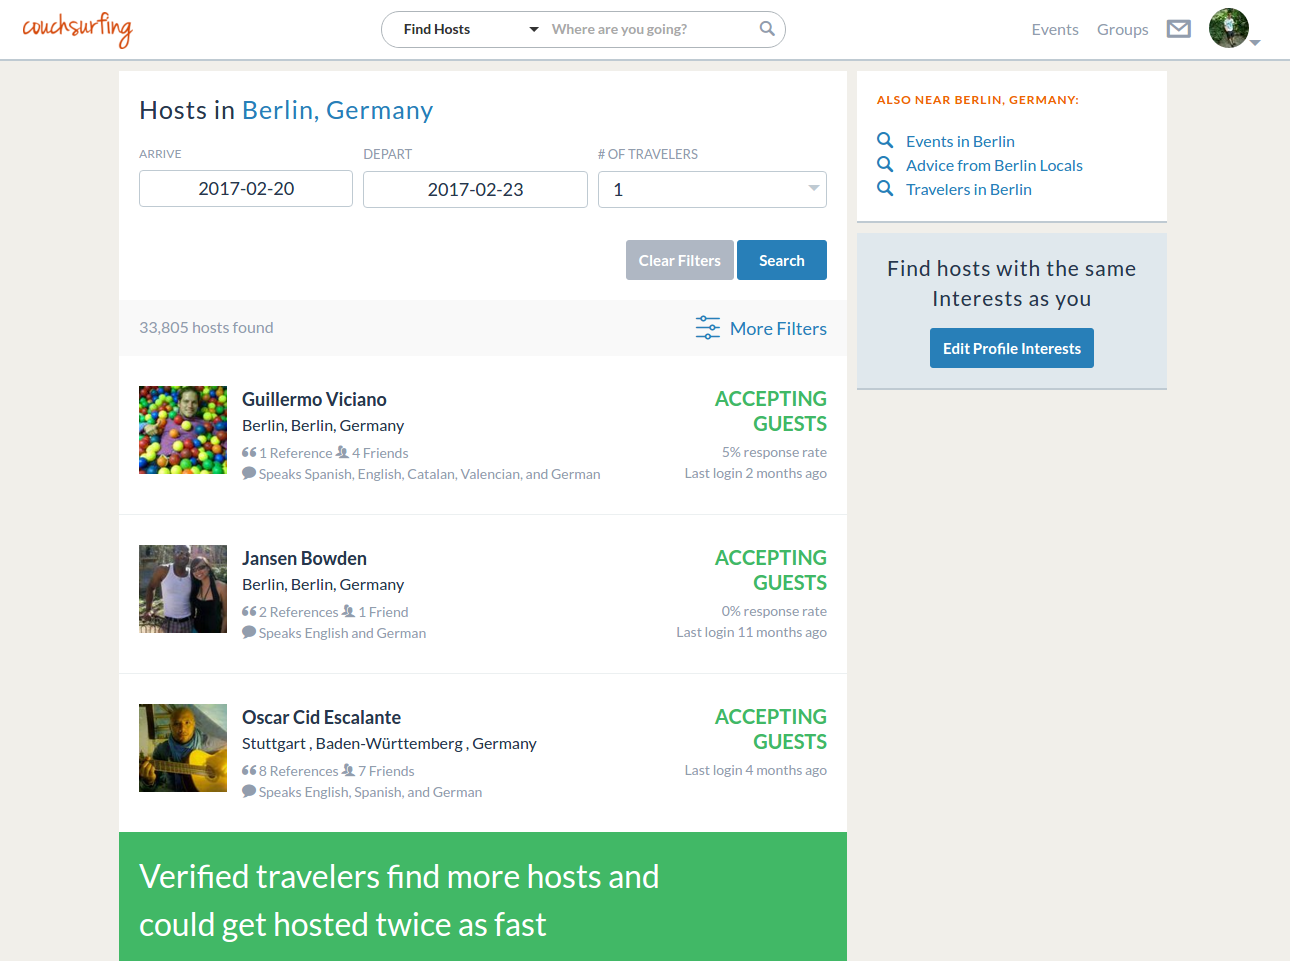 couchsurfing
Find Hosts
Where are you going?
Events
Groups
Hosts in Berlin, Germany
ARRIVE
DEPART
# OF TRAVELERS
2017-02-20
2017-02-23
1
Clear Filters
Search
33,805 hosts found
More Filters
Guillermo Viciano
Berlin, Berlin, Germany
1 Reference 4 Friends
Speaks Spanish, English, Catalan, Valencian, and German
ACCEPTING
GUESTS
5% response rate
Last login 2 months ago
Jansen Bowden
Berlin, Berlin, Germany
2 References 1 Friend
Speaks English and German
ACCEPTING
GUESTS
0% response rate
Last login 11 months ago
Oscar Cid Escalante
Stuttgart , Baden-Württemberg , Germany
8 References 7 Friends
Speaks English, Spanish, and German
ACCEPTING
GUESTS
Last login 4 months ago
Verified travelers find more hosts and
could get hosted twice as fast
ALSO NEAR BERLIN, GERMANY:
Events in Berlin
Advice from Berlin Locals
Travelers in Berlin
Find hosts with the same
Interests as you
Edit Profile Interests